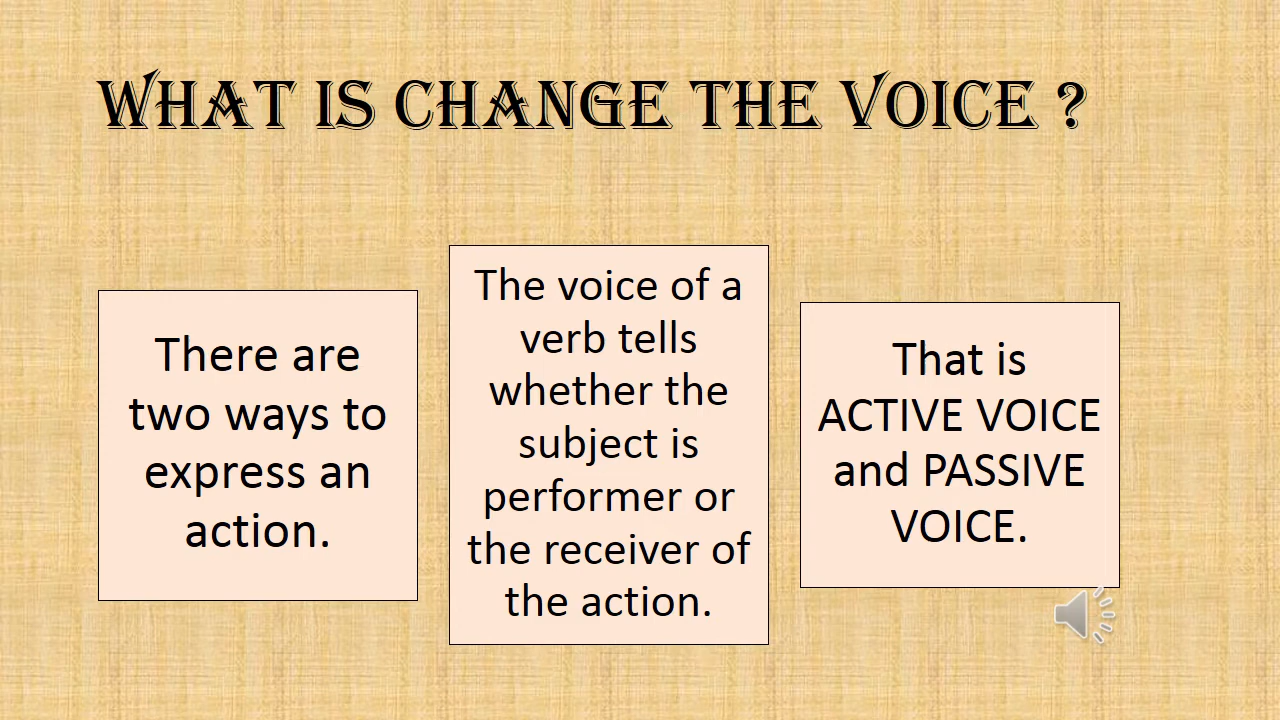 WHAT IS CHANGE THE VOICE ?
There are
two ways to
express an
action.
The voice of a
verb tells
whether the
subject is
performer or
the receiver of
the action.
That is
ACTIVE VOICE
and PASSIVE
VOICE.